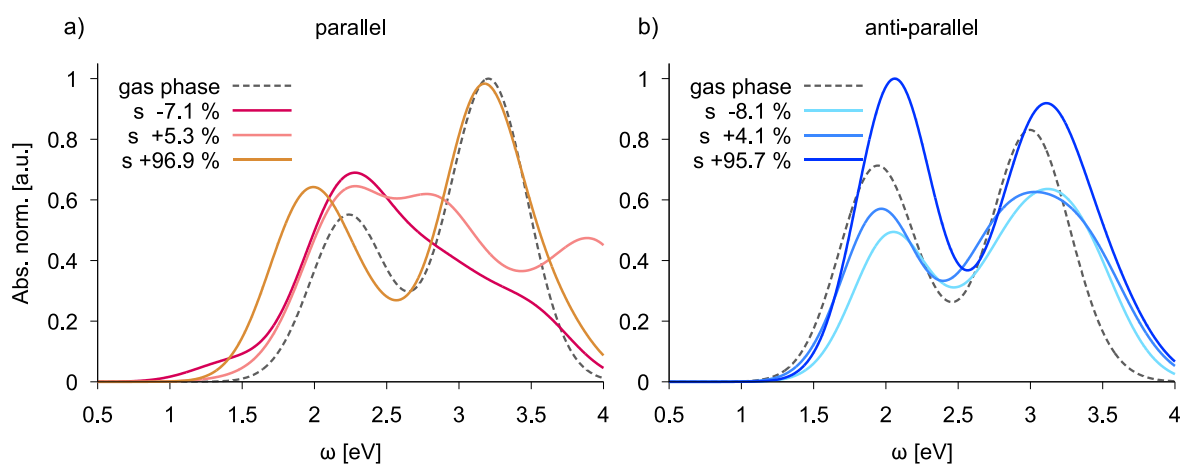 a) parallel
Abs. norm. [a.u.]
1
0.8
0.6
0.4
0.2
0
gas phase
s -7.1 %
s +5.3 %
s +96.9 %
0.5 1 1.5 2 2.5 3 3.5 4
ω [eV]
b) anti-parallel
1
0.8
0.6
0.4
0.2
0
gas phase
s -8.1 %
s +4.1 %
s +95.7 %
0.5 1 1.5 2 2.5 3 3.5 4
ω [eV]